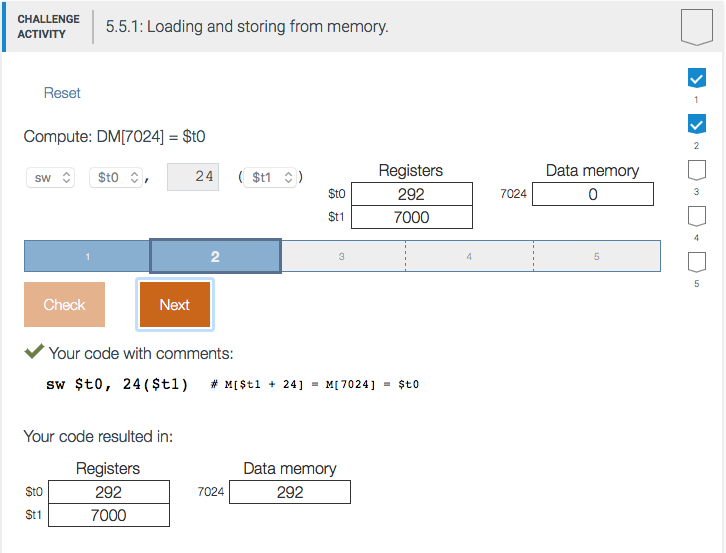 CHALLENGE
ACTIVITY
5.5.1: Loading and storing from memory.
Reset
Compute: DM[7024] = $t0
sw $t0 , 24 ( $t1 )
Registers
$t0 292
$t1 7000
Data memory
7024 0
1 2 3 4 5
Check Next
Your code with comments:
sw $t0, 24($t1) # M[$t1 + 24] = M[7024] = $t0
Your code resulted in:
Registers
$t0 292
$t1 7000
Data memory
7024 292
1
2
3
4
5